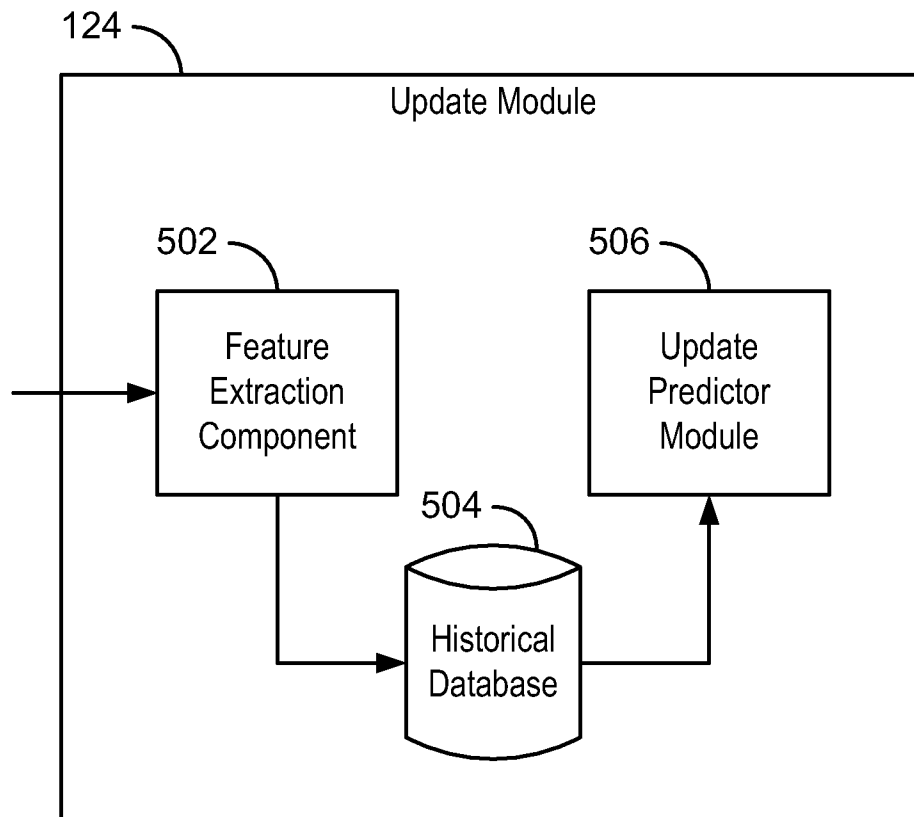 124
Update Module
502
506
Feature
Extraction
Component
Update
Predictor
Module
504
Historical
Database